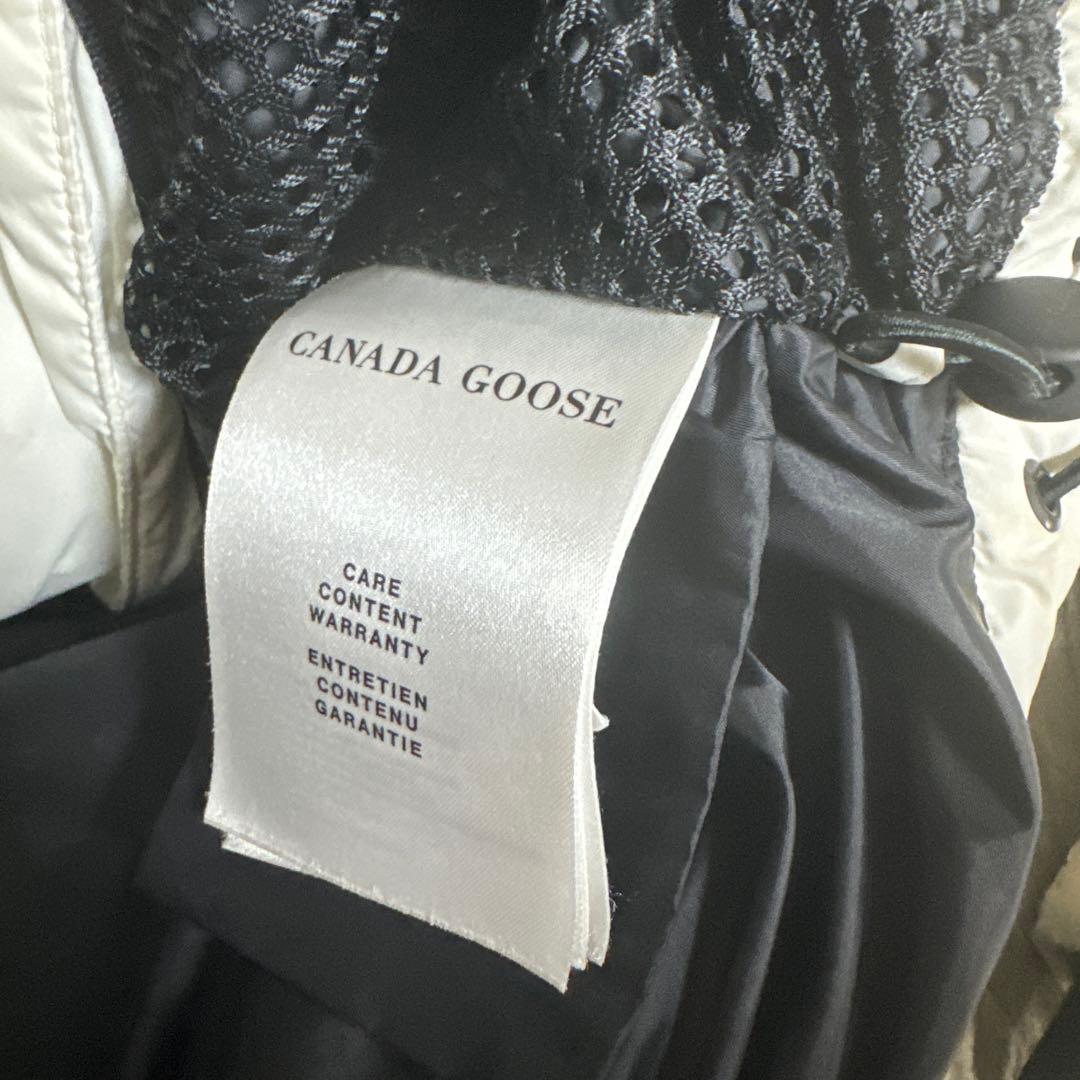 CANADA GOOSE
CARE
CONTENT
WARRANTY
ENTRETIEN
CONTENU
GARANTIE